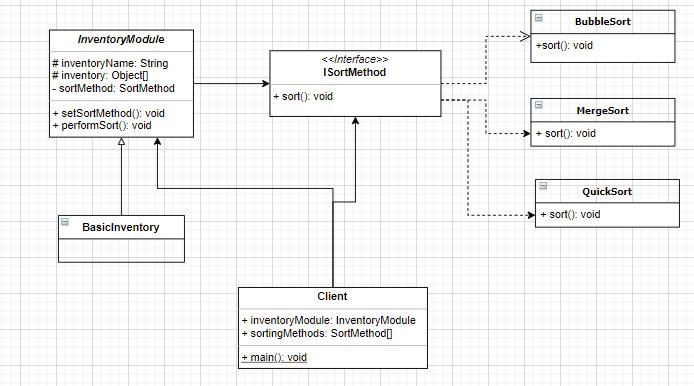 InventoryModule
# inventoryName: String
# inventory: Object[]
- sortMethod: SortMethod
+ setSortMethod(): void
+ performSort(): void
<<Interface>>
ISortMethod
+ sort(): void
BubbleSort
+sort(): void
MergeSort
+ sort(): void
QuickSort
+ sort(): void
BasicInventory
Client
+ inventoryModule: InventoryModule
+ sortingMethods: SortMethod[]
+ main(): void